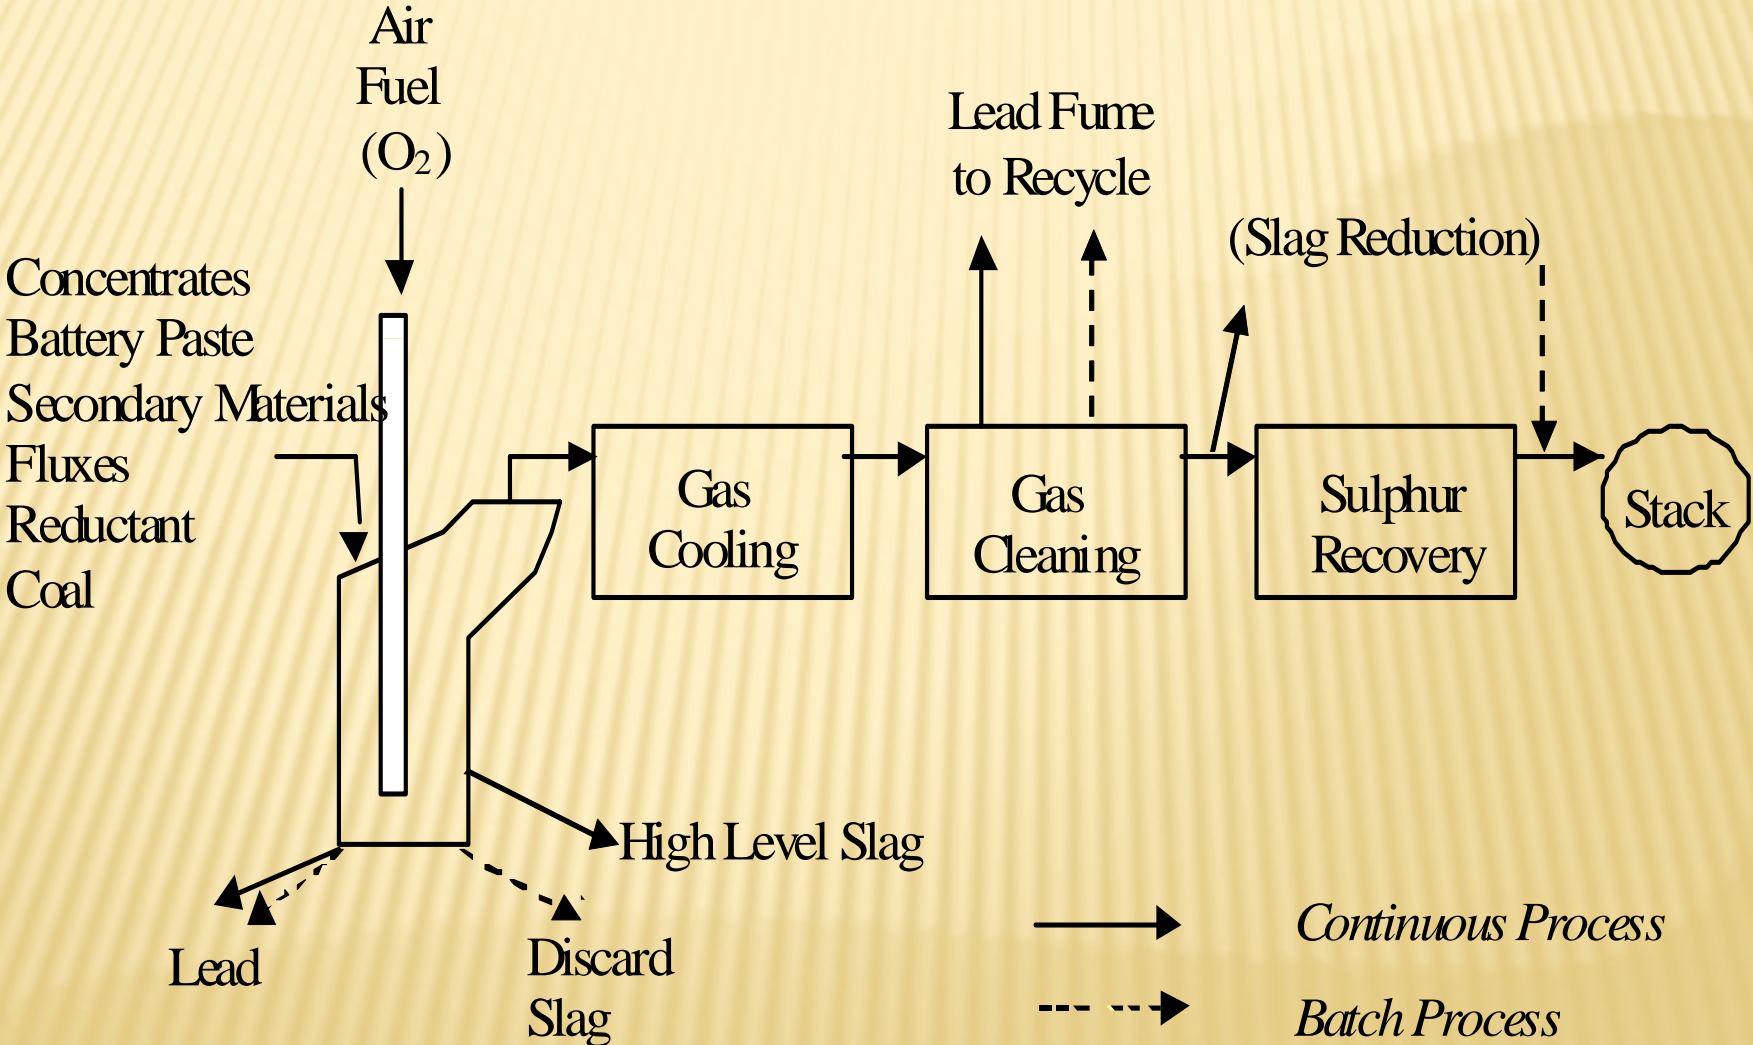 Air
Fuel
(O₂)
Lead Fume
to Recycle
(Slag Reduction)
Concentrates
Battery Paste
Secondary Materials
Fluxes
Reductant
Coal
Gas
Cooling
Gas
Cleaning
Sulphur
Recovery
Stack
High Level Slag
Lead
Discard
Slag
Continuous Process
Batch Process